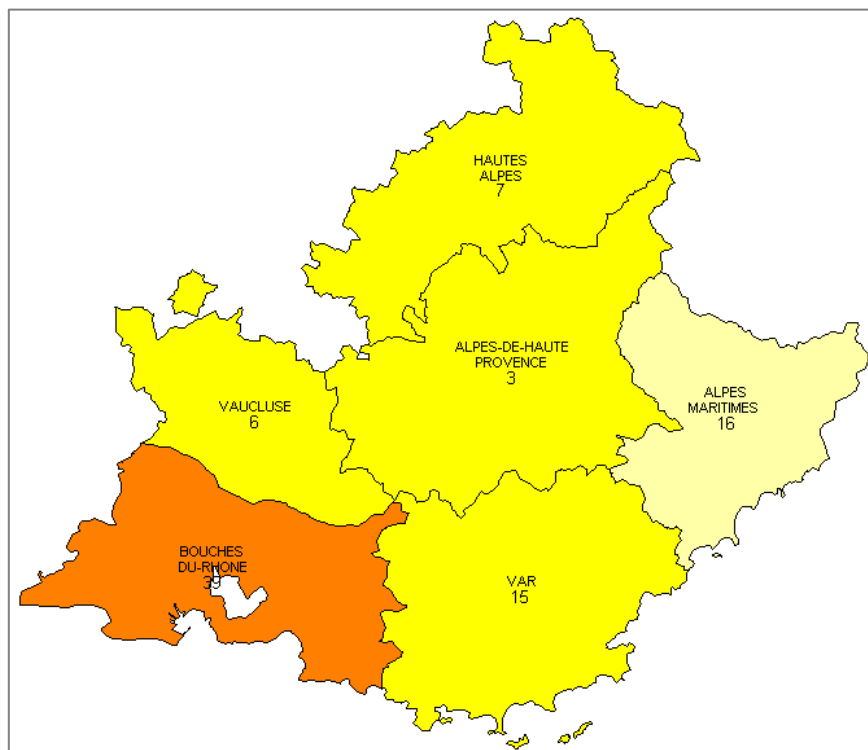 HAUTES
ALPES
7
ALPES-DE-HAUTE
PROVENCE
3
ALPES
MARITIMES
16
VAUCLUSE
6
BOUCHES
DU-RHONE
39
VAR
15